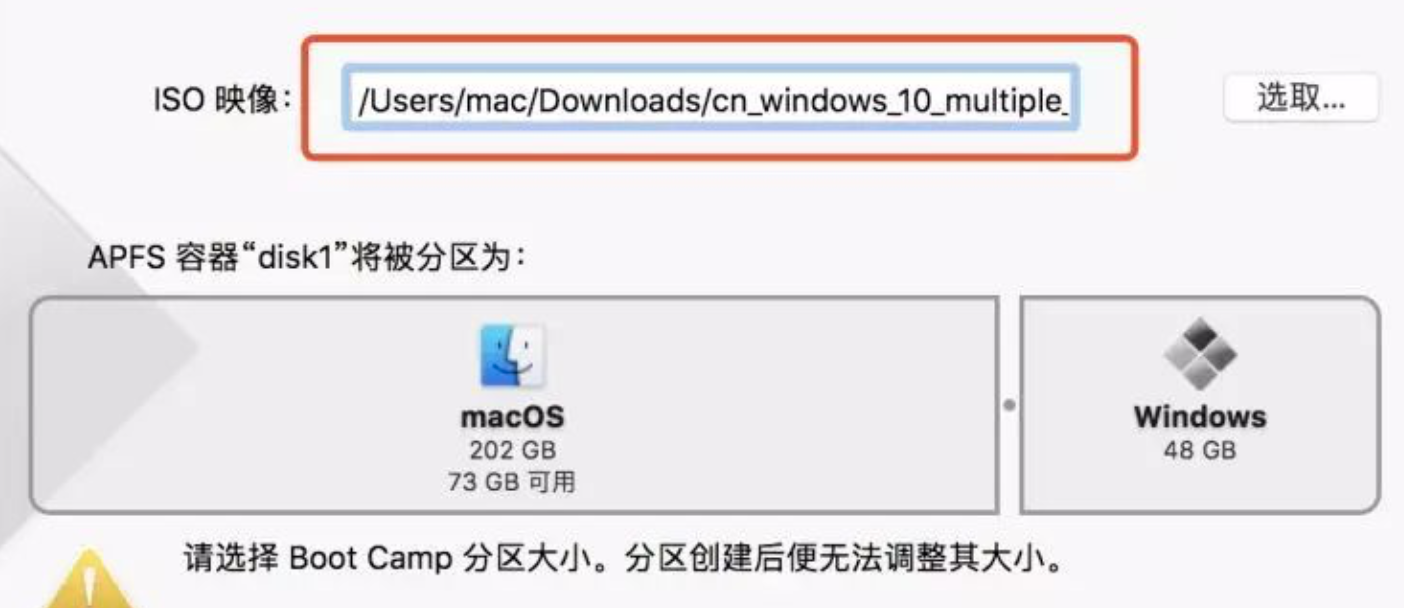 ISO 映像： /Users/mac/Downloads/cn_windows_10_multiple_ 选取...
APFS 容器“disk1”将被分区为：
macOS
202 GB
73 GB 可用
Windows
48 GB
请选择 Boot Camp 分区大小。分区创建后便无法调整其大小。